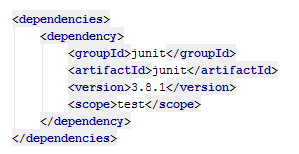 <dependencies>
<dependency>
<groupId>junit</groupId>
<artifactId>junit</artifactId>
<version>3.8.1</version>
<scope>test</scope>
</dependency>
</dependencies>